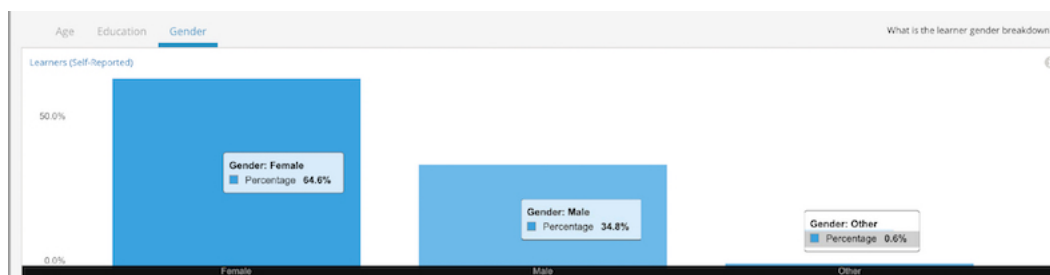 Age Education Gender
What is the learner gender breakdown
Learners (Self-Reported)
50.0%
Gender: Female
Percentage 64.6%
Gender: Male
Percentage 34.8%
Gender: Other
Percentage 0.6%
0.0%
Female Male Other